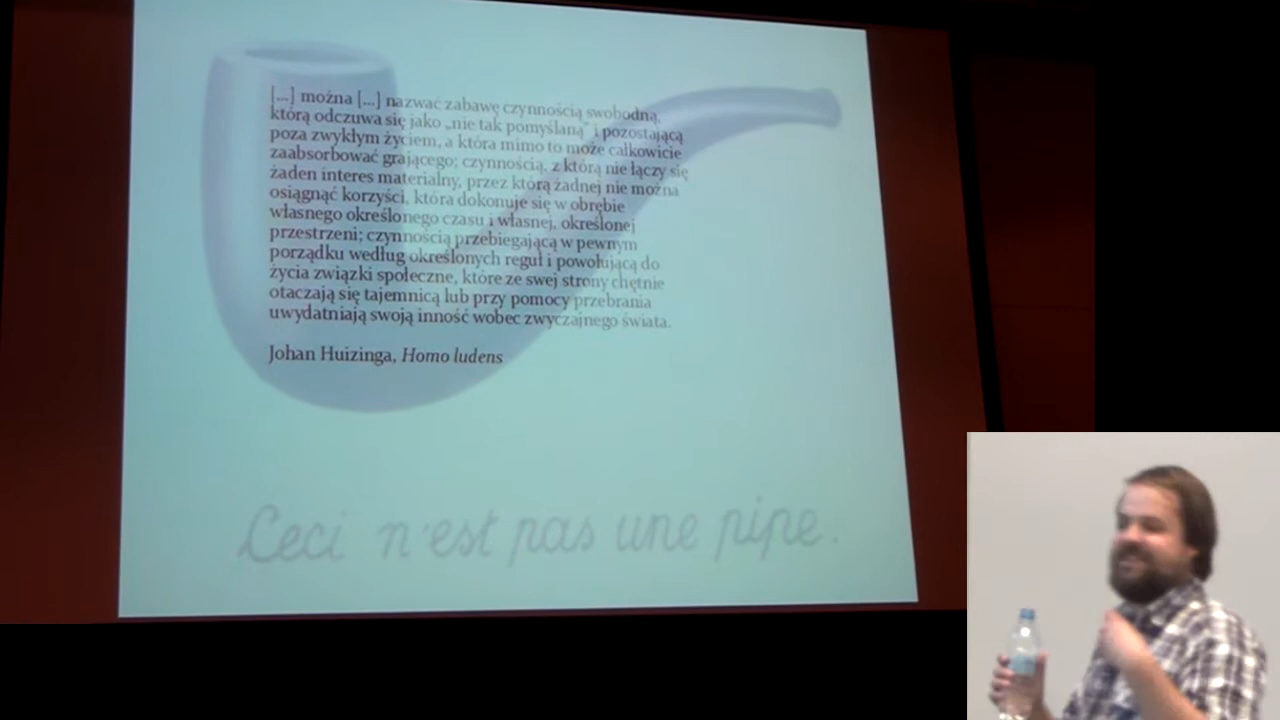 [...] można [...] nazwać zabawę czynnością swobodną,
którą odczuwa się jako „nie tak pomyślaną” i pozostającą
poza zwykłym życiem, a która mimo to może całkowicie
zaabsorbować grającego; czynnością, z którą nie łączy się
żaden interes materialny, przez którą żadnej nie można
osiągnąć korzyści, która dokonuje się w obrębie
własnego określonego czasu i własnej, określonej
przestrzeni; czynnością przebiegającą w pewnym
porządku według określonych reguł i powołującą do
życia związki społeczne, które ze swej strony chętnie
otaczają się tajemnicą lub przy pomocy przebrania
uwydatniają swoją inność wobec zwyczajnego świata.
Johan Huizinga, Homo ludens
Ceci n'est pas une pipe.